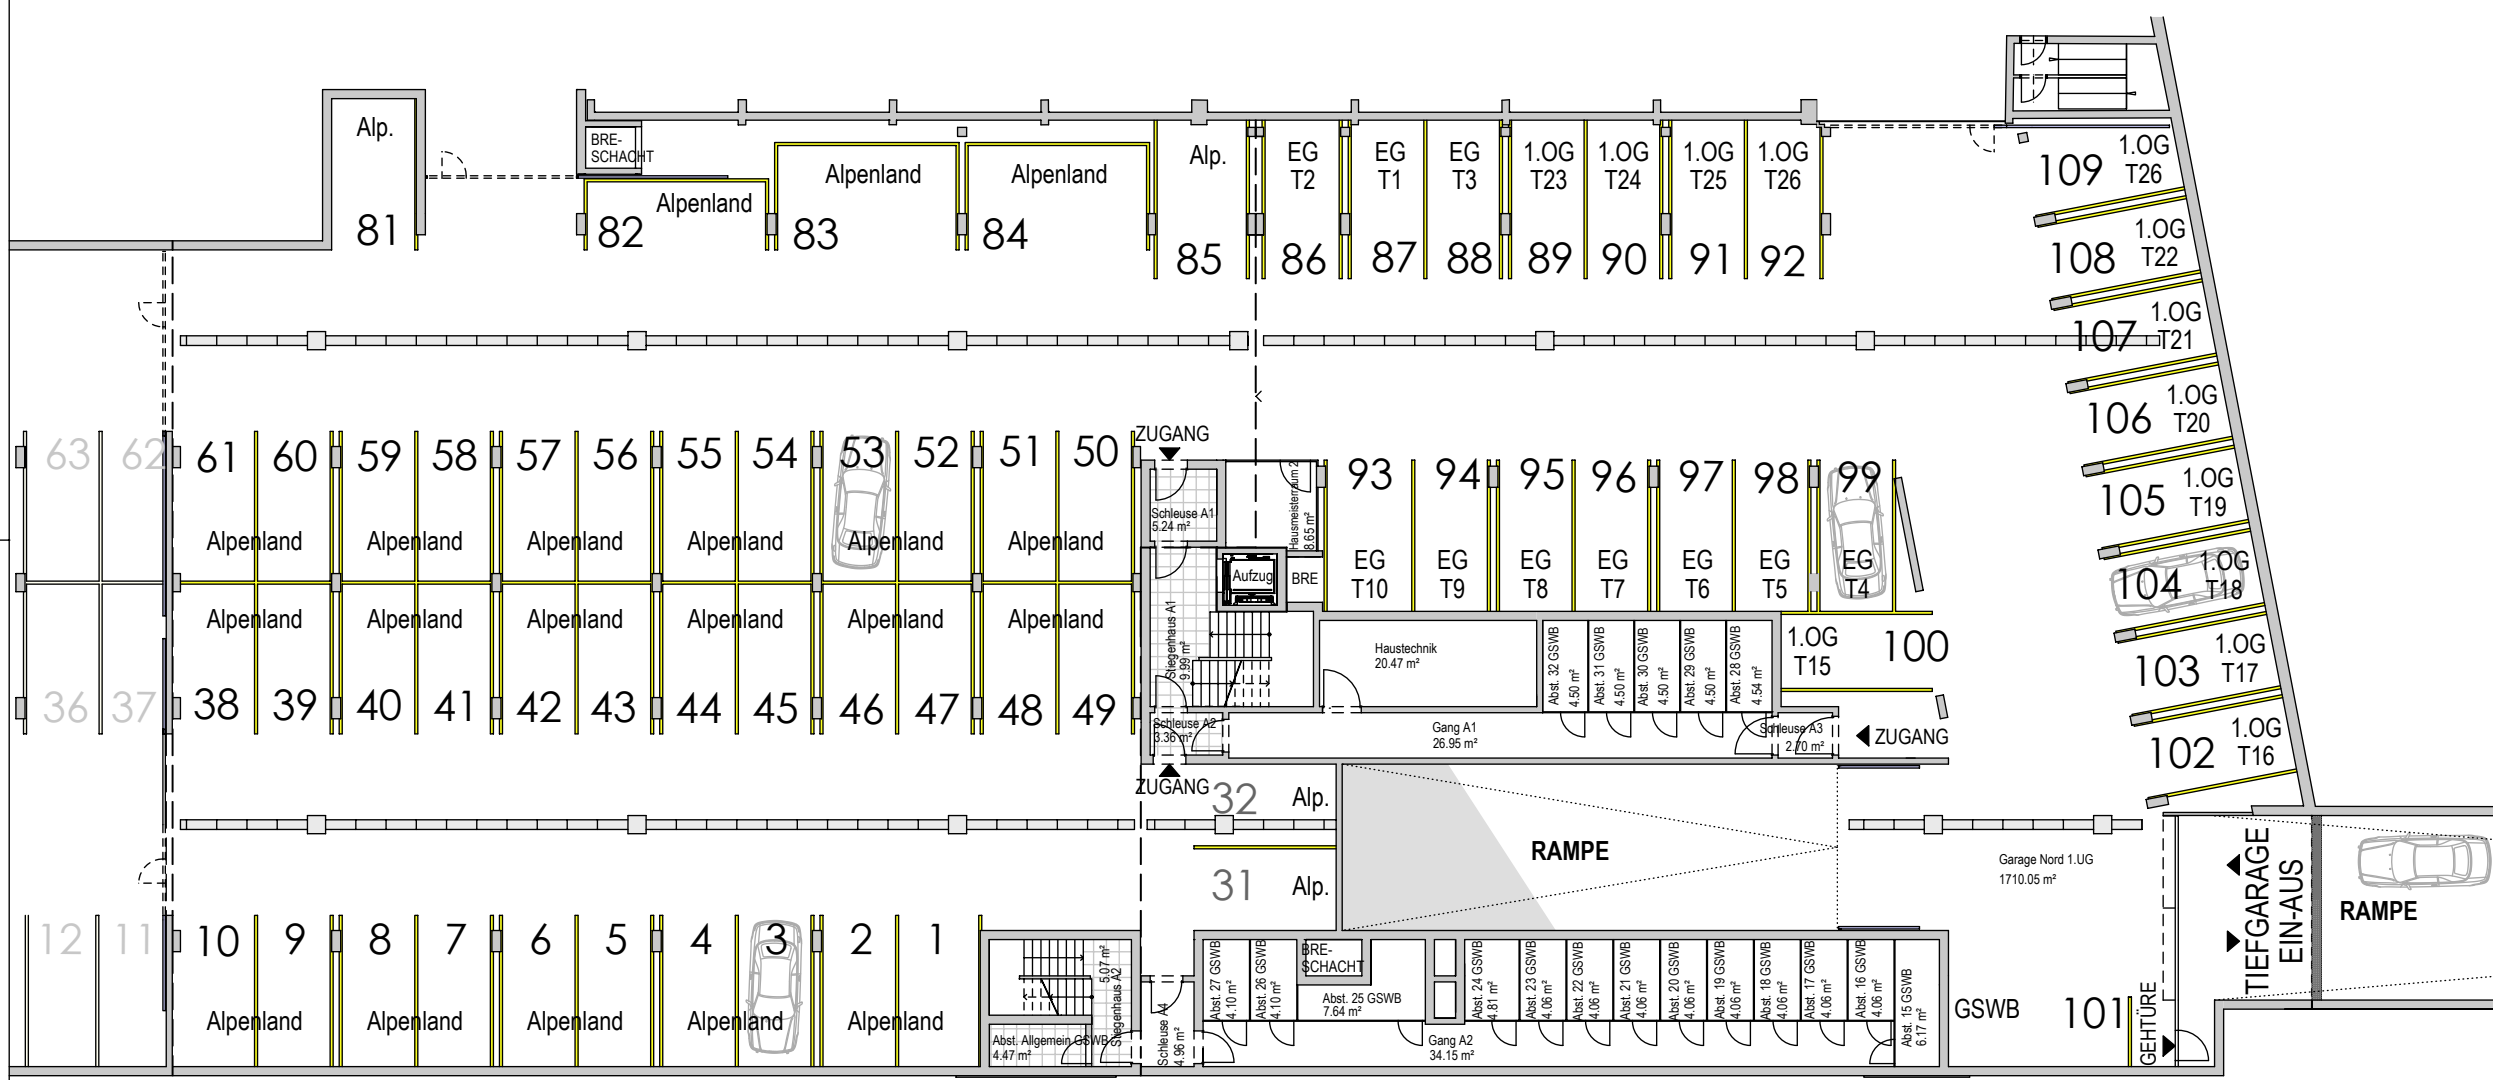 Alp.
81
BRE-
SCHACHT
Alpenland
82
Alpenland
83
Alpenland
84
Alp.
85
EG
T2
86
EG
T1
87
EG
T3
88
1.OG
T23
89
1.OG
T24
90
1.OG
T25
91
1.OG
T26
92
109
1.OG
T26
108
1.OG
T22
107
1.OG
T21
106
1.OG
T20
105
1.OG
T19
104
1.OG
T18
103
1.OG
T17
102
1.OG
T16
63 62 61 60 59 58 57 56 55 54 53 52 51 50
Alpenland Alpenland Alpenland Alpenland Alpenland Alpenland
Alpenland Alpenland Alpenland Alpenland Alpenland Alpenland
36 37 38 39 40 41 42 43 44 45 46 47 48 49
ZUGANG
Schleuse A1
5.24 m²
Hausmeisterraum 2
8.65 m²
Aufzug
BRE
Stiegenhaus A1
9.99 m²
Schleuse A2
3.36 m²
ZUGANG
93
EG
T10
94
EG
T9
95
EG
T8
96
EG
T7
97
EG
T6
98
EG
T5
99
EG
T4
1.OG
T15
100
Haustechnik
20.47 m²
Abst. 32 GSWB
4.50 m²
Abst. 31 GSWB
4.50 m²
Abst. 30 GSWB
4.50 m²
Abst. 29 GSWB
4.50 m²
Abst. 28 GSWB
4.54 m²
Gang A1
26.95 m²
Schleuse A3
2.70 m²
ZUGANG
32 Alp.
31 Alp.
RAMPE
Garage Nord 1.UG
1710.05 m²
TIEFGARAGE
EIN-AUS
RAMPE
12 11 10 9 8 7 6 5 4 3 2 1
Alpenland Alpenland Alpenland Alpenland Alpenland
5.07 m²
Stiegenhaus A2
Abst. Allgemein GSWB
4.47 m²
Schleuse A4
4.96 m²
Abst. 27 GSWB
4.10 m²
Abst. 26 GSWB
4.10 m²
BRE-
SCHACHT
Abst. 25 GSWB
7.64 m²
Abst. 24 GSWB
4.81 m²
Abst. 23 GSWB
4.06 m²
Abst. 22 GSWB
4.06 m²
Abst. 21 GSWB
4.06 m²
Abst. 20 GSWB
4.06 m²
Abst. 19 GSWB
4.06 m²
Abst. 18 GSWB
4.06 m²
Abst. 17 GSWB
4.06 m²
Abst. 16 GSWB
4.06 m²
Abst. 15 GSWB
6.17 m²
Gang A2
34.15 m²
GSWB
101
GEHTÜRE